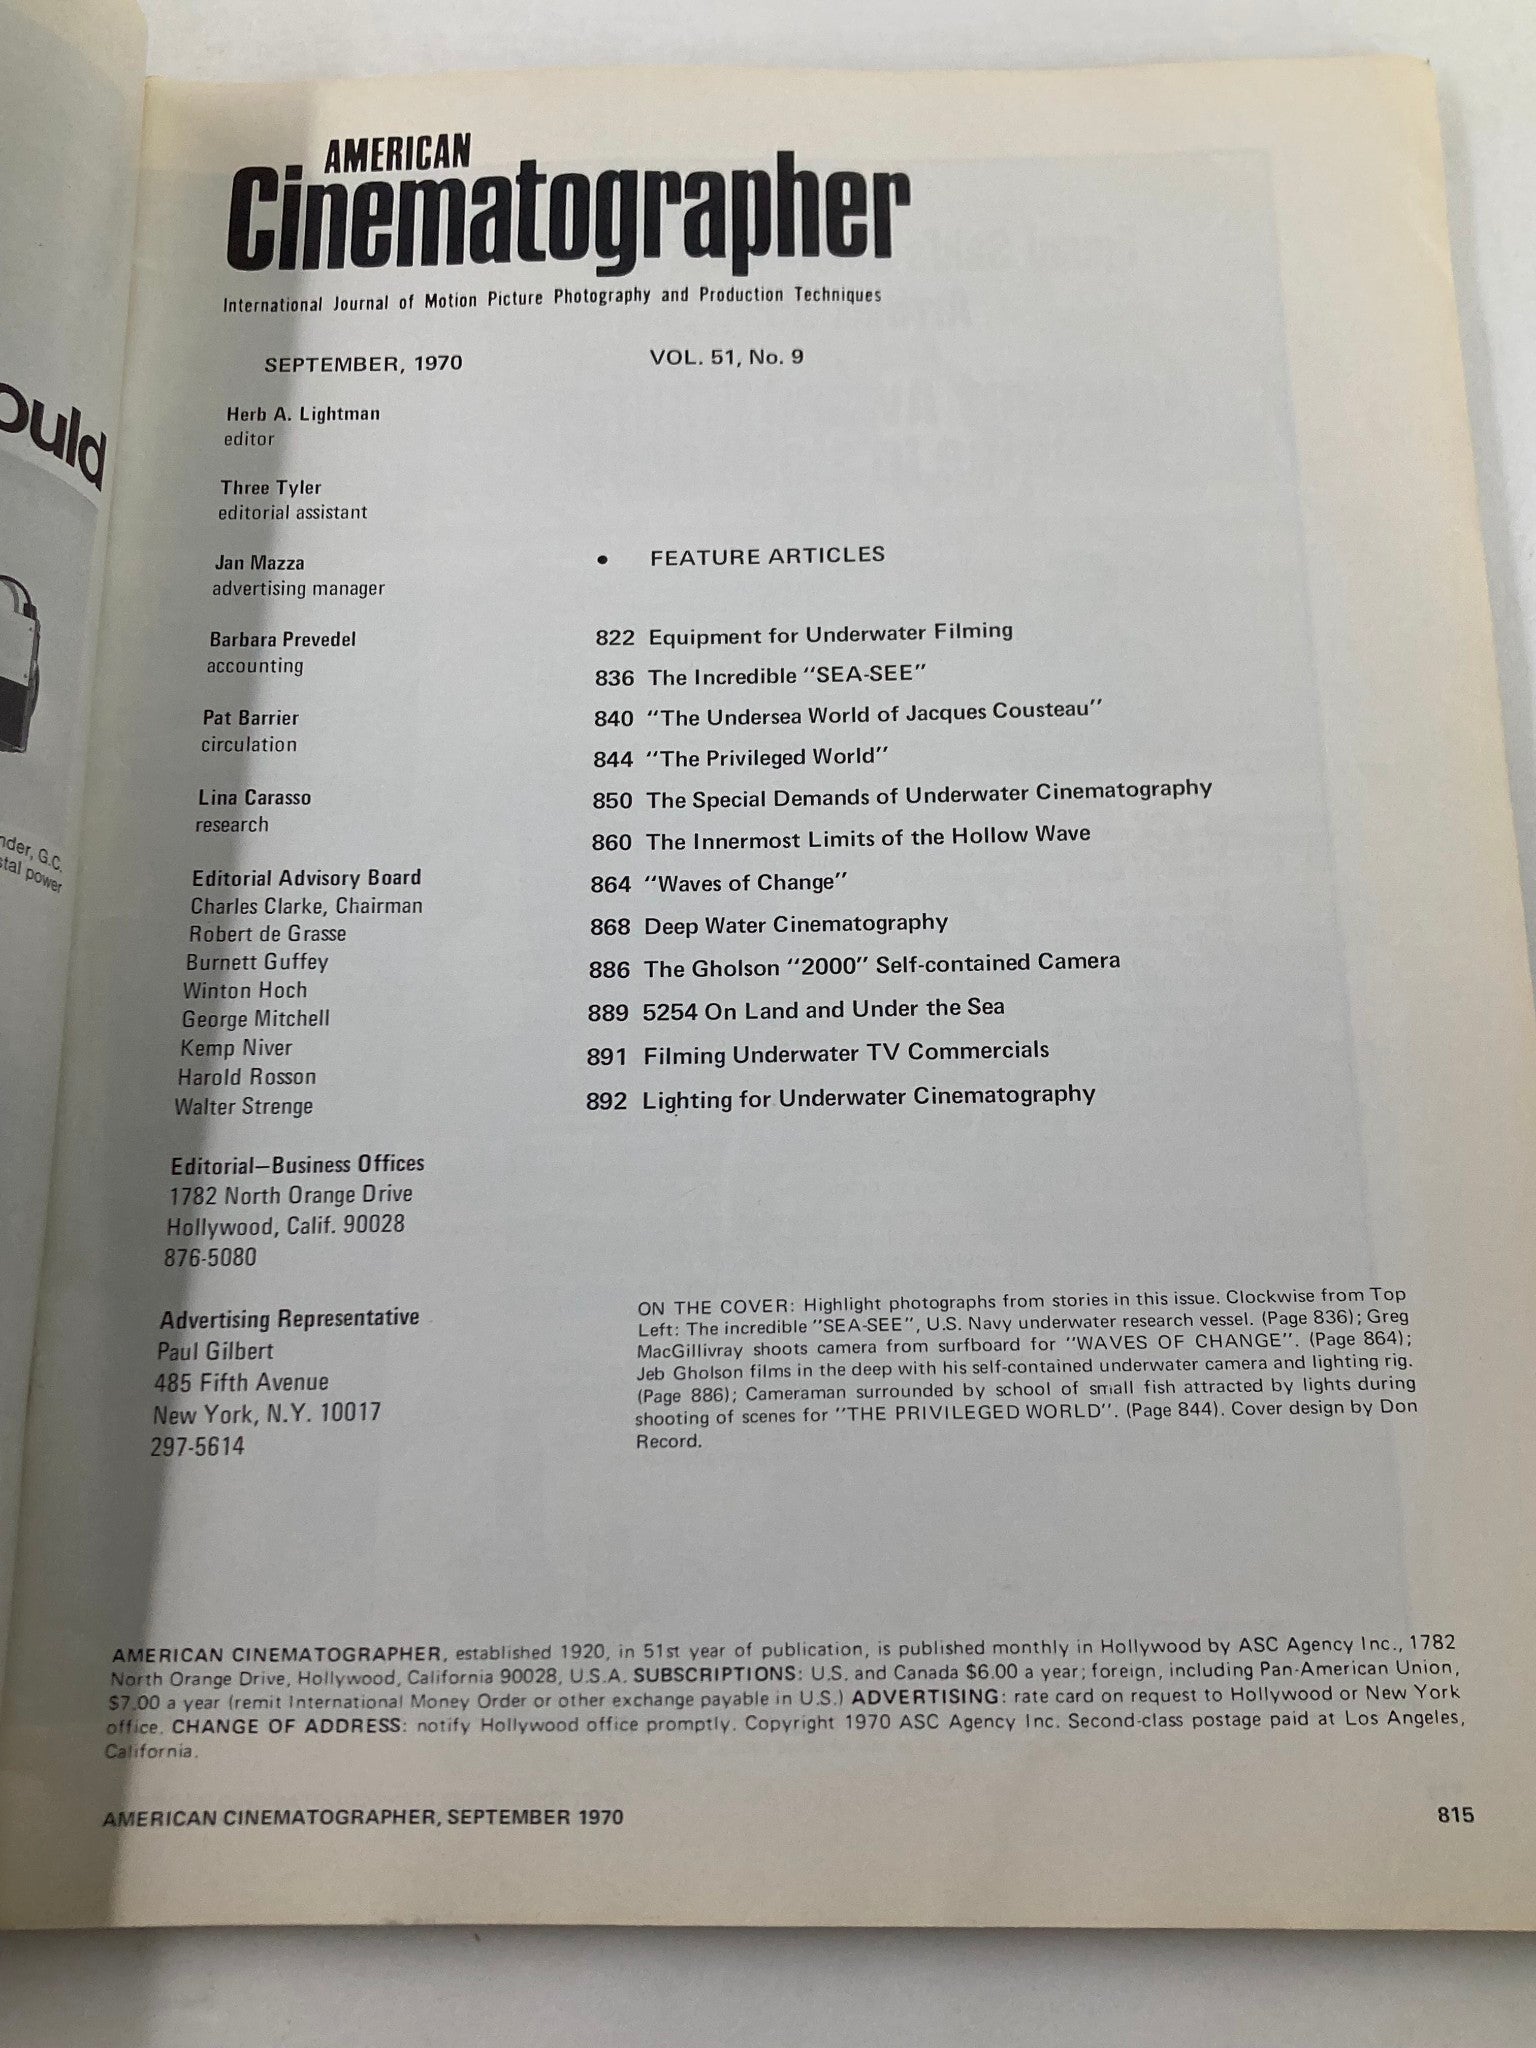 ould
nder, G.C.
stal power
AMERICAN
Cinematographer
International Journal of Motion Picture Photography and Production Techniques
SEPTEMBER, 1970
VOL. 51, No. 9
Herb A. Lightman
editor
Three Tyler
editorial assistant
Jan Mazza
advertising manager
Barbara Prevedel
accounting
Pat Barrier
circulation
Lina Carasso
research
Editorial Advisory Board
Charles Clarke, Chairman
Robert de Grasse
Burnett Guffey
Winton Hoch
George Mitchell
Kemp Niver
Harold Rosson
Walter Strenge
Editorial—Business Offices
1782 North Orange Drive
Hollywood, Calif. 90028
876-5080
Advertising Representative
Paul Gilbert
485 Fifth Avenue
New York, N.Y. 10017
297-5614
• FEATURE ARTICLES
822 Equipment for Underwater Filming
836 The Incredible "SEA-SEE"
840 "The Undersea World of Jacques Cousteau"
844 "The Privileged World"
850 The Special Demands of Underwater Cinematography
860 The Innermost Limits of the Hollow Wave
864 "Waves of Change"
868 Deep Water Cinematography
886 The Gholson "2000" Self-contained Camera
889 5254 On Land and Under the Sea
891 Filming Underwater TV Commercials
892 Lighting for Underwater Cinematography
ON THE COVER: Highlight photographs from stories in this issue. Clockwise from Top
Left: The incredible "SEA-SEE", U.S. Navy underwater research vessel. (Page 836); Greg
MacGillivray shoots camera from surfboard for "WAVES OF CHANGE". (Page 864);
Jeb Gholson films in the deep with his self-contained underwater camera and lighting rig.
(Page 886); Cameraman surrounded by school of small fish attracted by lights during
shooting of scenes for "THE PRIVILEGED WORLD". (Page 844). Cover design by Don
Record.
AMERICAN CINEMATOGRAPHER, established 1920, in 51st year of publication, is published monthly in Hollywood by ASC Agency Inc., 1782
North Orange Drive, Hollywood, California 90028, U.S.A. SUBSCRIPTIONS: U.S. and Canada $6.00 a year; foreign, including Pan-American Union,
$7.00 a year (remit International Money Order or other exchange payable in U.S.) ADVERTISING: rate card on request to Hollywood or New York
office. CHANGE OF ADDRESS: notify Hollywood office promptly. Copyright 1970 ASC Agency Inc. Second-class postage paid at Los Angeles,
California.
AMERICAN CINEMATOGRAPHER, SEPTEMBER 1970
815